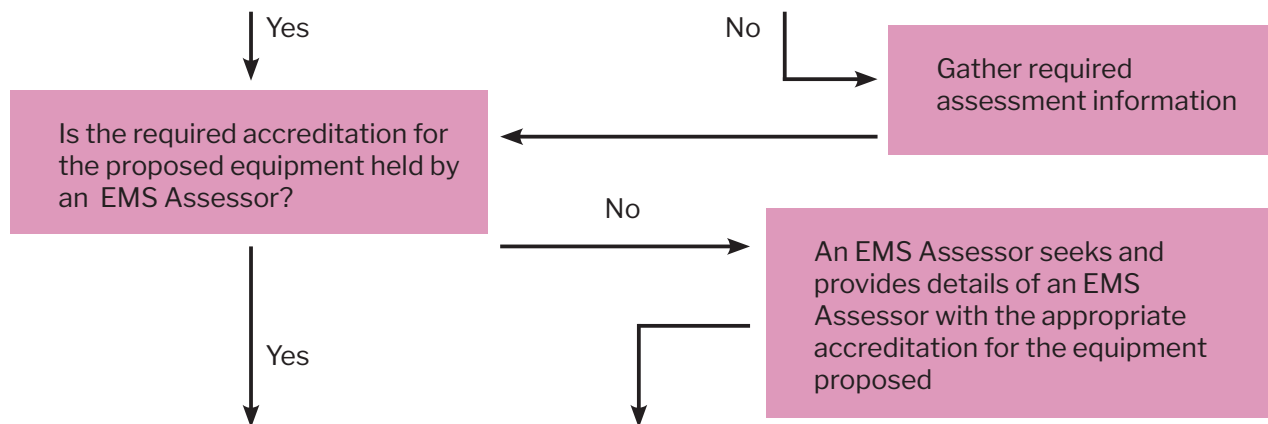 Yes
No
Gather required
assessment information
Is the required accreditation for
the proposed equipment held by
an EMS Assessor?
No
An EMS Assessor seeks and
provides details of an EMS
Assessor with the appropriate
accreditation for the equipment
proposed
Yes